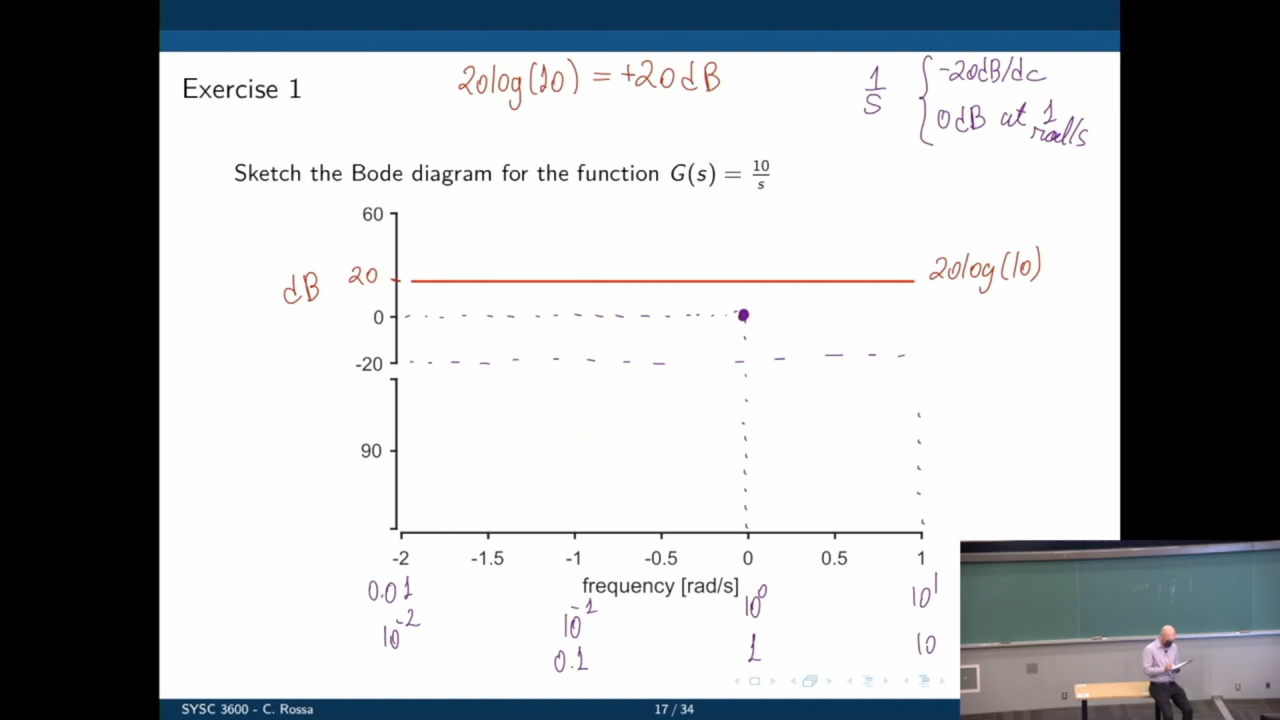 Exercise 1
20log(10) = +20dB
1/s { -20dB/dc
0dB at 1 rad/s
Sketch the Bode diagram for the function G(s) = 10/s
60
dB 20
20log(10)
0
-20
90
-2 -1.5 -1 -0.5 0 0.5 1
frequency [rad/s]
0.01
10^-2 10^-1 10^0 10^1
0.1 1 10
SYSC 3600 - C. Rossa 17 / 34